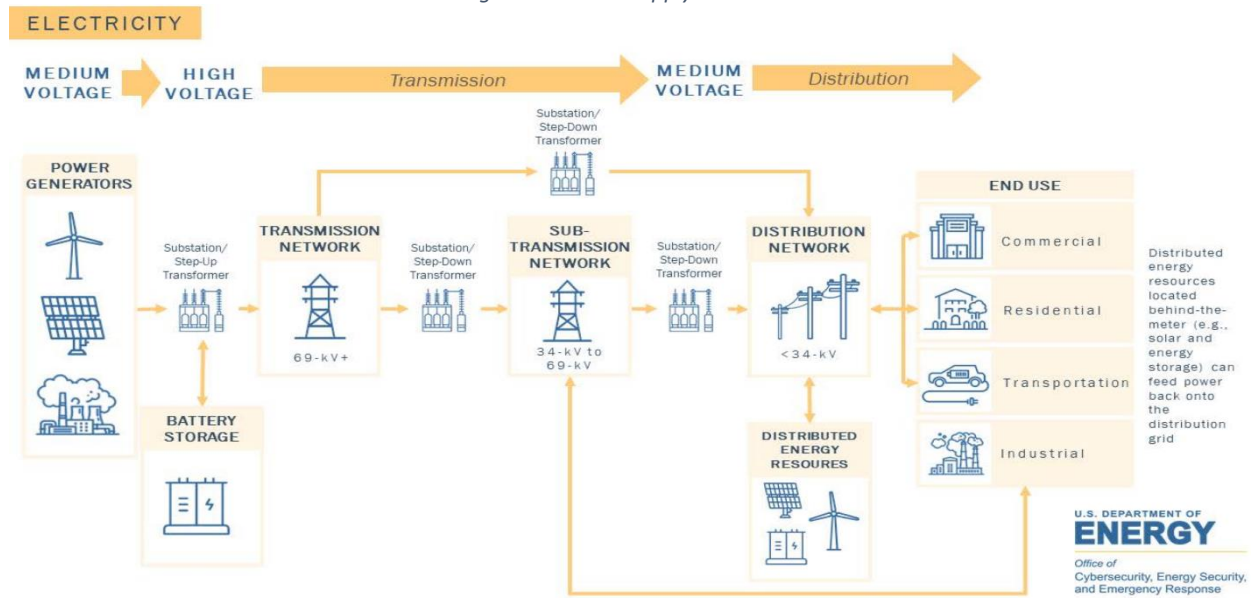 ELECTRICITY
MEDIUM
VOLTAGE
HIGH
VOLTAGE
Transmission
MEDIUM
VOLTAGE
Distribution
Substation/
Step-Down
Transformer
POWER
GENERATORS
Substation/
Step-Up
Transformer
BATTERY
STORAGE
TRANSMISSION
NETWORK
69-kV+
Substation/
Step-Down
Transformer
SUB-
TRANSMISSION
NETWORK
34-kV to
69-kV
Substation/
Step-Down
Transformer
DISTRIBUTION
NETWORK
<34-kV
DISTRIBUTED
ENERGY
RESOURES
END USE
Commercial
Residential
Transportation
Industrial
Distributed
energy
resources
located
behind-the-
meter (e.g.,
solar and
energy
storage) can
feed power
back onto
the
distribution
grid
U.S. DEPARTMENT OF
ENERGY
Office of
Cybersecurity, Energy Security,
and Emergency Response